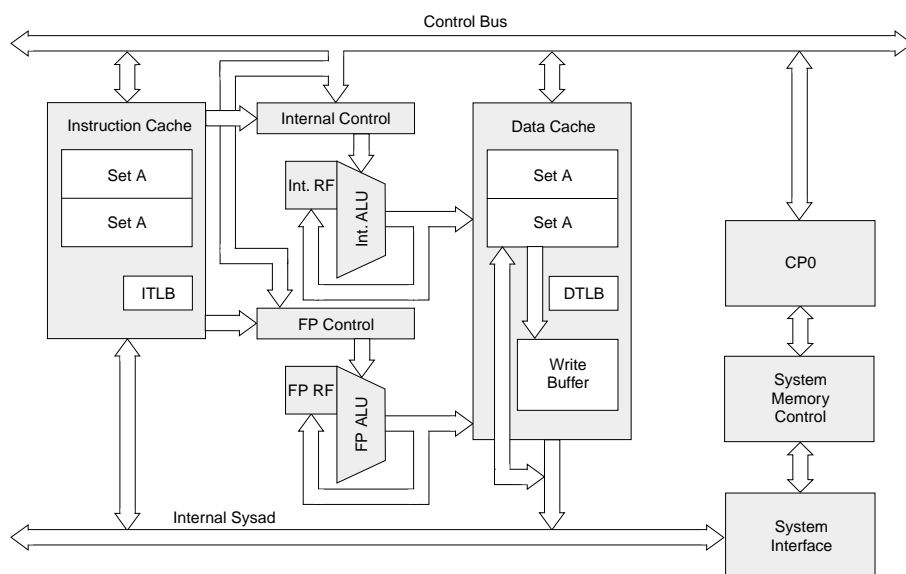 Control Bus
Instruction Cache
Set A
Set A
ITLB
Internal Control
Int. RF
Int. ALU
FP Control
FP RF
FP ALU
Data Cache
Set A
Set A
DTLB
Write
Buffer
CP0
System
Memory
Control
System
Interface
Internal Sysad